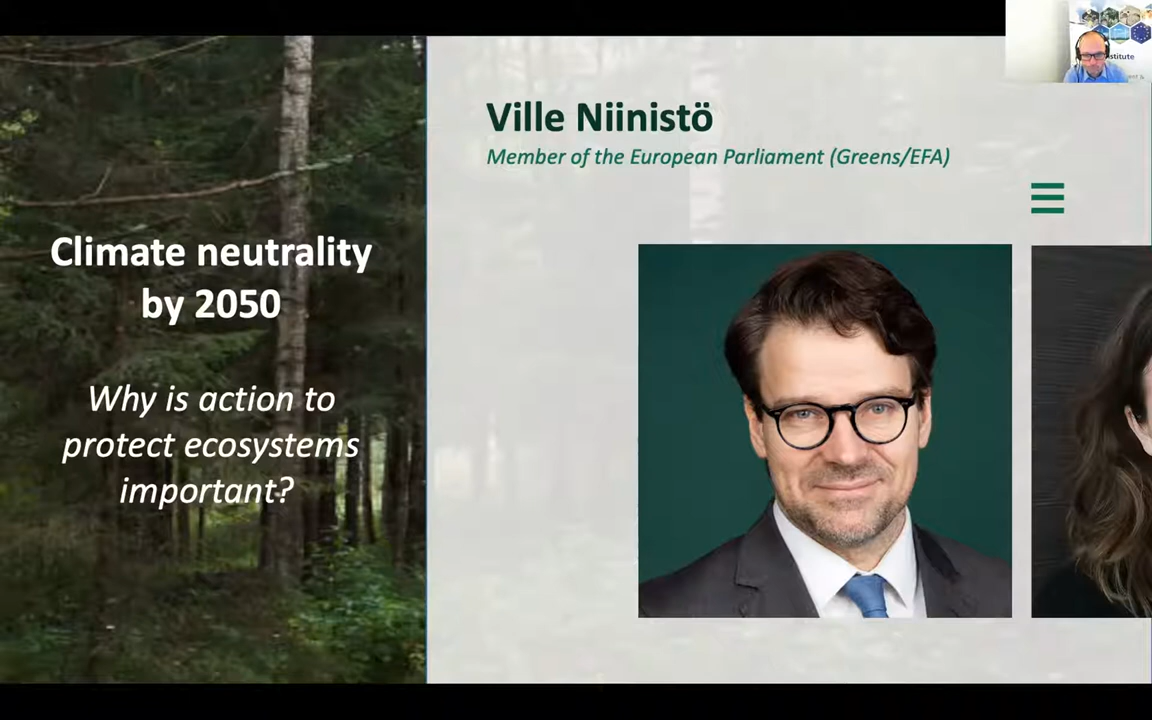 Ville Niinistö
Member of the European Parliament (Greens/EFA)
Climate neutrality
by 2050
Why is action to
protect ecosystems
important?